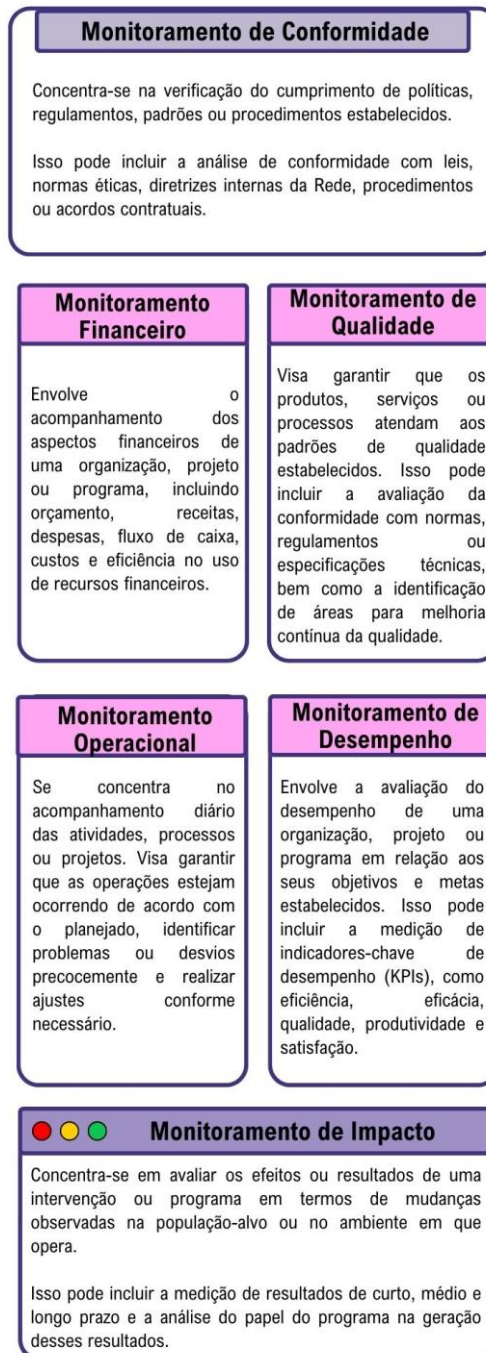 Monitoramento de Conformidade
Concentra-se na verificação do cumprimento de políticas,
regulamentos, padrões ou procedimentos estabelecidos.
Isso pode incluir a análise de conformidade com leis,
normas éticas, diretrizes internas da Rede, procedimentos
ou acordos contratuais.
Monitoramento
Financeiro
Envolve o
acompanhamento dos
aspectos financeiros de
uma organização, projeto
ou programa, incluindo
orçamento, receitas,
despesas, fluxo de caixa,
custos e eficiência no uso
de recursos financeiros.
Monitoramento de
Qualidade
Visa garantir que os
produtos, serviços ou
processos atendam aos
padrões de qualidade
estabelecidos. Isso pode
incluir a avaliação da
conformidade com normas,
regulamentos ou
especificações técnicas,
bem como a identificação
de áreas para melhoria
contínua da qualidade.
Monitoramento
Operacional
Se concentra no
acompanhamento diário
das atividades, processos
ou projetos. Visa garantir
que as operações estejam
ocorrendo de acordo com
o planejado, identificar
problemas ou desvios
precocemente e realizar
ajustes conforme
necessário.
Monitoramento de
Desempenho
Envolve a avaliação do
desempenho de uma
organização, projeto ou
programa em relação aos
seus objetivos e metas
estabelecidos. Isso pode
incluir a medição de
indicadores-chave de
desempenho (KPIs), como
eficiência, eficácia,
qualidade, produtividade e
satisfação.
Monitoramento de Impacto
Concentra-se em avaliar os efeitos ou resultados de uma
intervenção ou programa em termos de mudanças
observadas na população-alvo ou no ambiente em que
opera.
Isso pode incluir a medição de resultados de curto, médio e
longo prazo e a análise do papel do programa na geração
desses resultados.